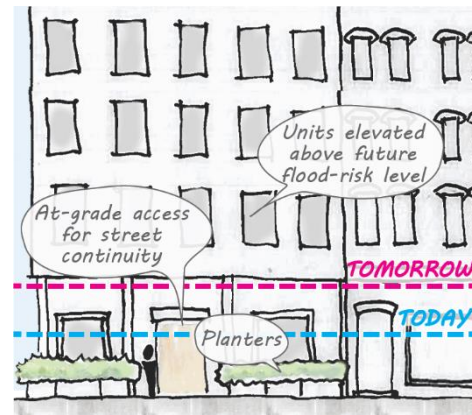 Units elevated
above future
flood-risk level
At-grade access
for street
continuity
TOMORROW
TODAY
Planters